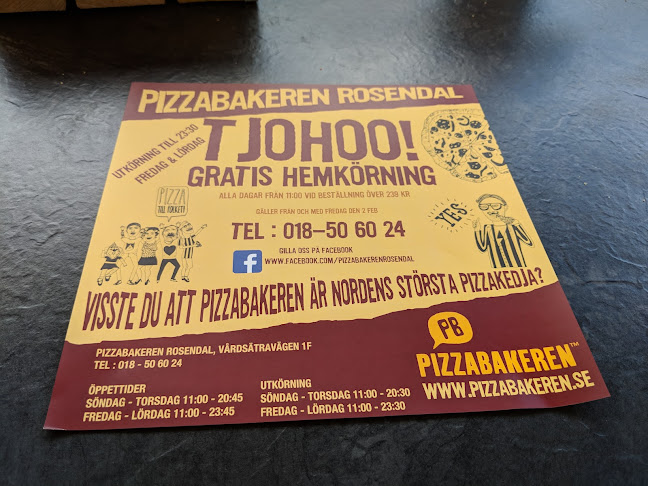 PIZZABAKEREN ROSENDAL
UTKÖRNING TILL 23:30
FREDAG & LÖRDAG
TJOHOO!
GRATIS HEMKÖRNING
ALLA DAGAR FRÅN 11:00 VID BESTÄLLNING ÖVER 239 KR
GÄLLER FRÅN OCH MED FREDAG DEN 2 FEB
TEL : 018-50 60 24
GILLA OSS PÅ FACEBOOK
WWW.FACEBOOK.COM/PIZZABAKERENROSENDAL
PIZZA
TILL FOLKET!
YES
VISSTE DU ATT PIZZABAKEREN ÄR NORDENS STÖRSTA PIZZAKEDJA?
PIZZABAKEREN ROSENDAL, VÅRDSÄTRAVÄGEN 1F
TEL : 018 - 50 60 24
ÖPPETTIDER
SÖNDAG - TORSDAG 11:00 - 20:45
FREDAG - LÖRDAG 11:00 - 23:45
UTKÖRNING
SÖNDAG - TORSDAG 11:00 - 20:30
FREDAG - LÖRDAG 11:00 - 23:30
PB
PIZZABAKEREN™
WWW.PIZZABAKEREN.SE